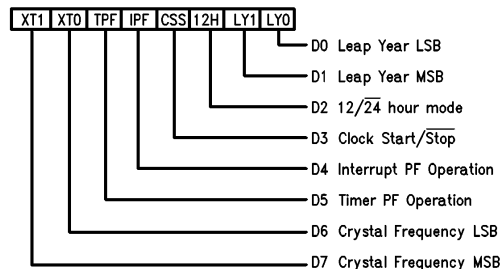 XT1 XT0 TPF IPF CSS 12H LY1 LY0
D0 Leap Year LSB
D1 Leap Year MSB
D2 12/24 hour mode
D3 Clock Start/Stop
D4 Interrupt PF Operation
D5 Timer PF Operation
D6 Crystal Frequency LSB
D7 Crystal Frequency MSB